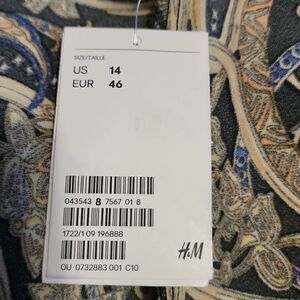 SIZE/TAILLE
US 14
EUR 46
043543 8 7567 01 8
1722/1 09 196888
H&M
OU 0732883 001 C10